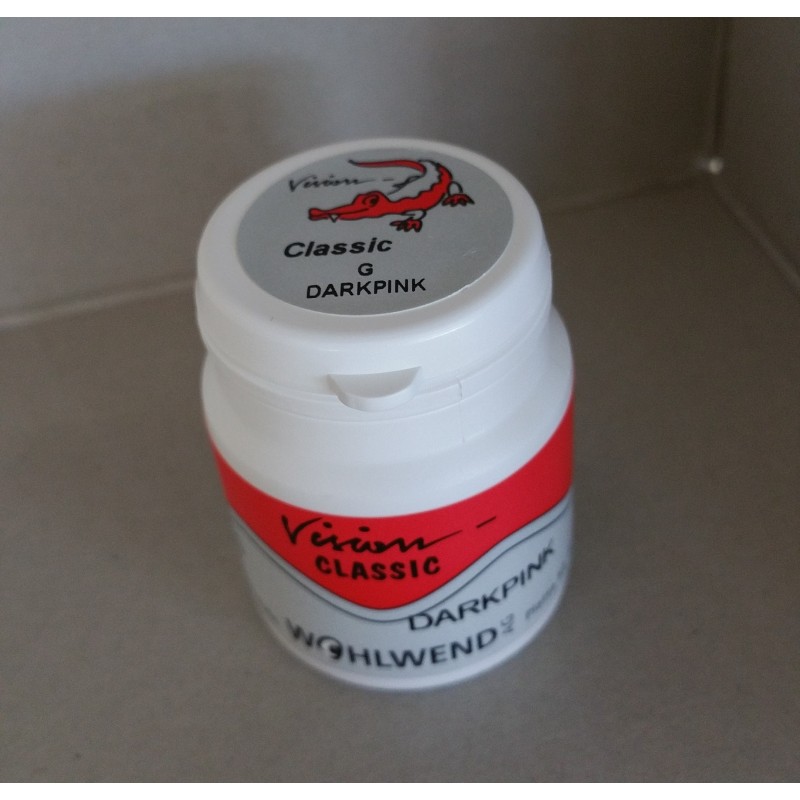 Vision -
Classic
G
DARKPINK
Vision -
CLASSIC
DARKPINK
WOHLWEND AG